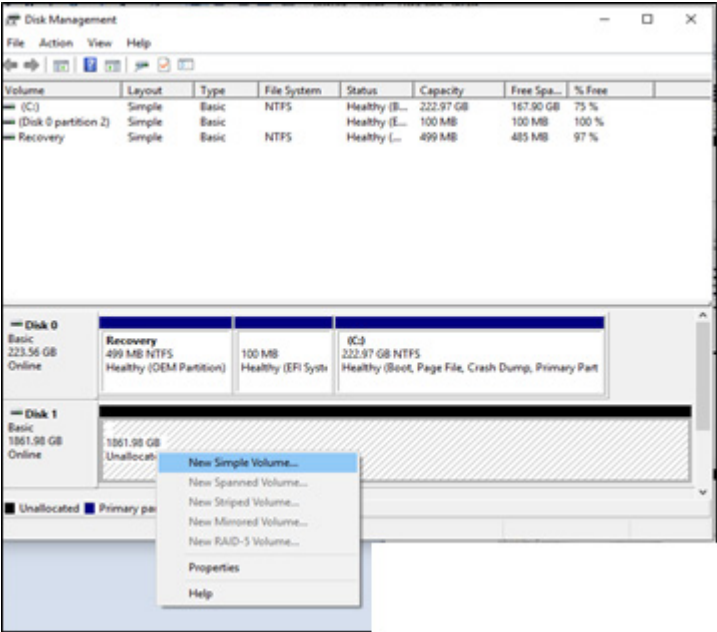 Disk Management
File Action View Help
Volume Layout Type File System Status Capacity Free Spa... % Free
(C:) Simple Basic NTFS Healthy (B... 222.97 GB 167.90 GB 75 %
(Disk 0 partition 2) Simple Basic Healthy (E... 100 MB 100 MB 100 %
Recovery Simple Basic NTFS Healthy (... 499 MB 485 MB 97 %
Disk 0
Basic
223.56 GB
Online
Recovery
499 MB NTFS
Healthy (OEM Partition)
100 MB
Healthy (EFI Syste
(C:)
222.97 GB NTFS
Healthy (Boot, Page File, Crash Dump, Primary Part
Disk 1
Basic
1861.98 GB
Online
1861.98 GB
Unallocat
New Simple Volume...
New Spanned Volume...
New Striped Volume...
New Mirrored Volume...
New RAID-5 Volume...
Properties
Help
Unallocated Primary par